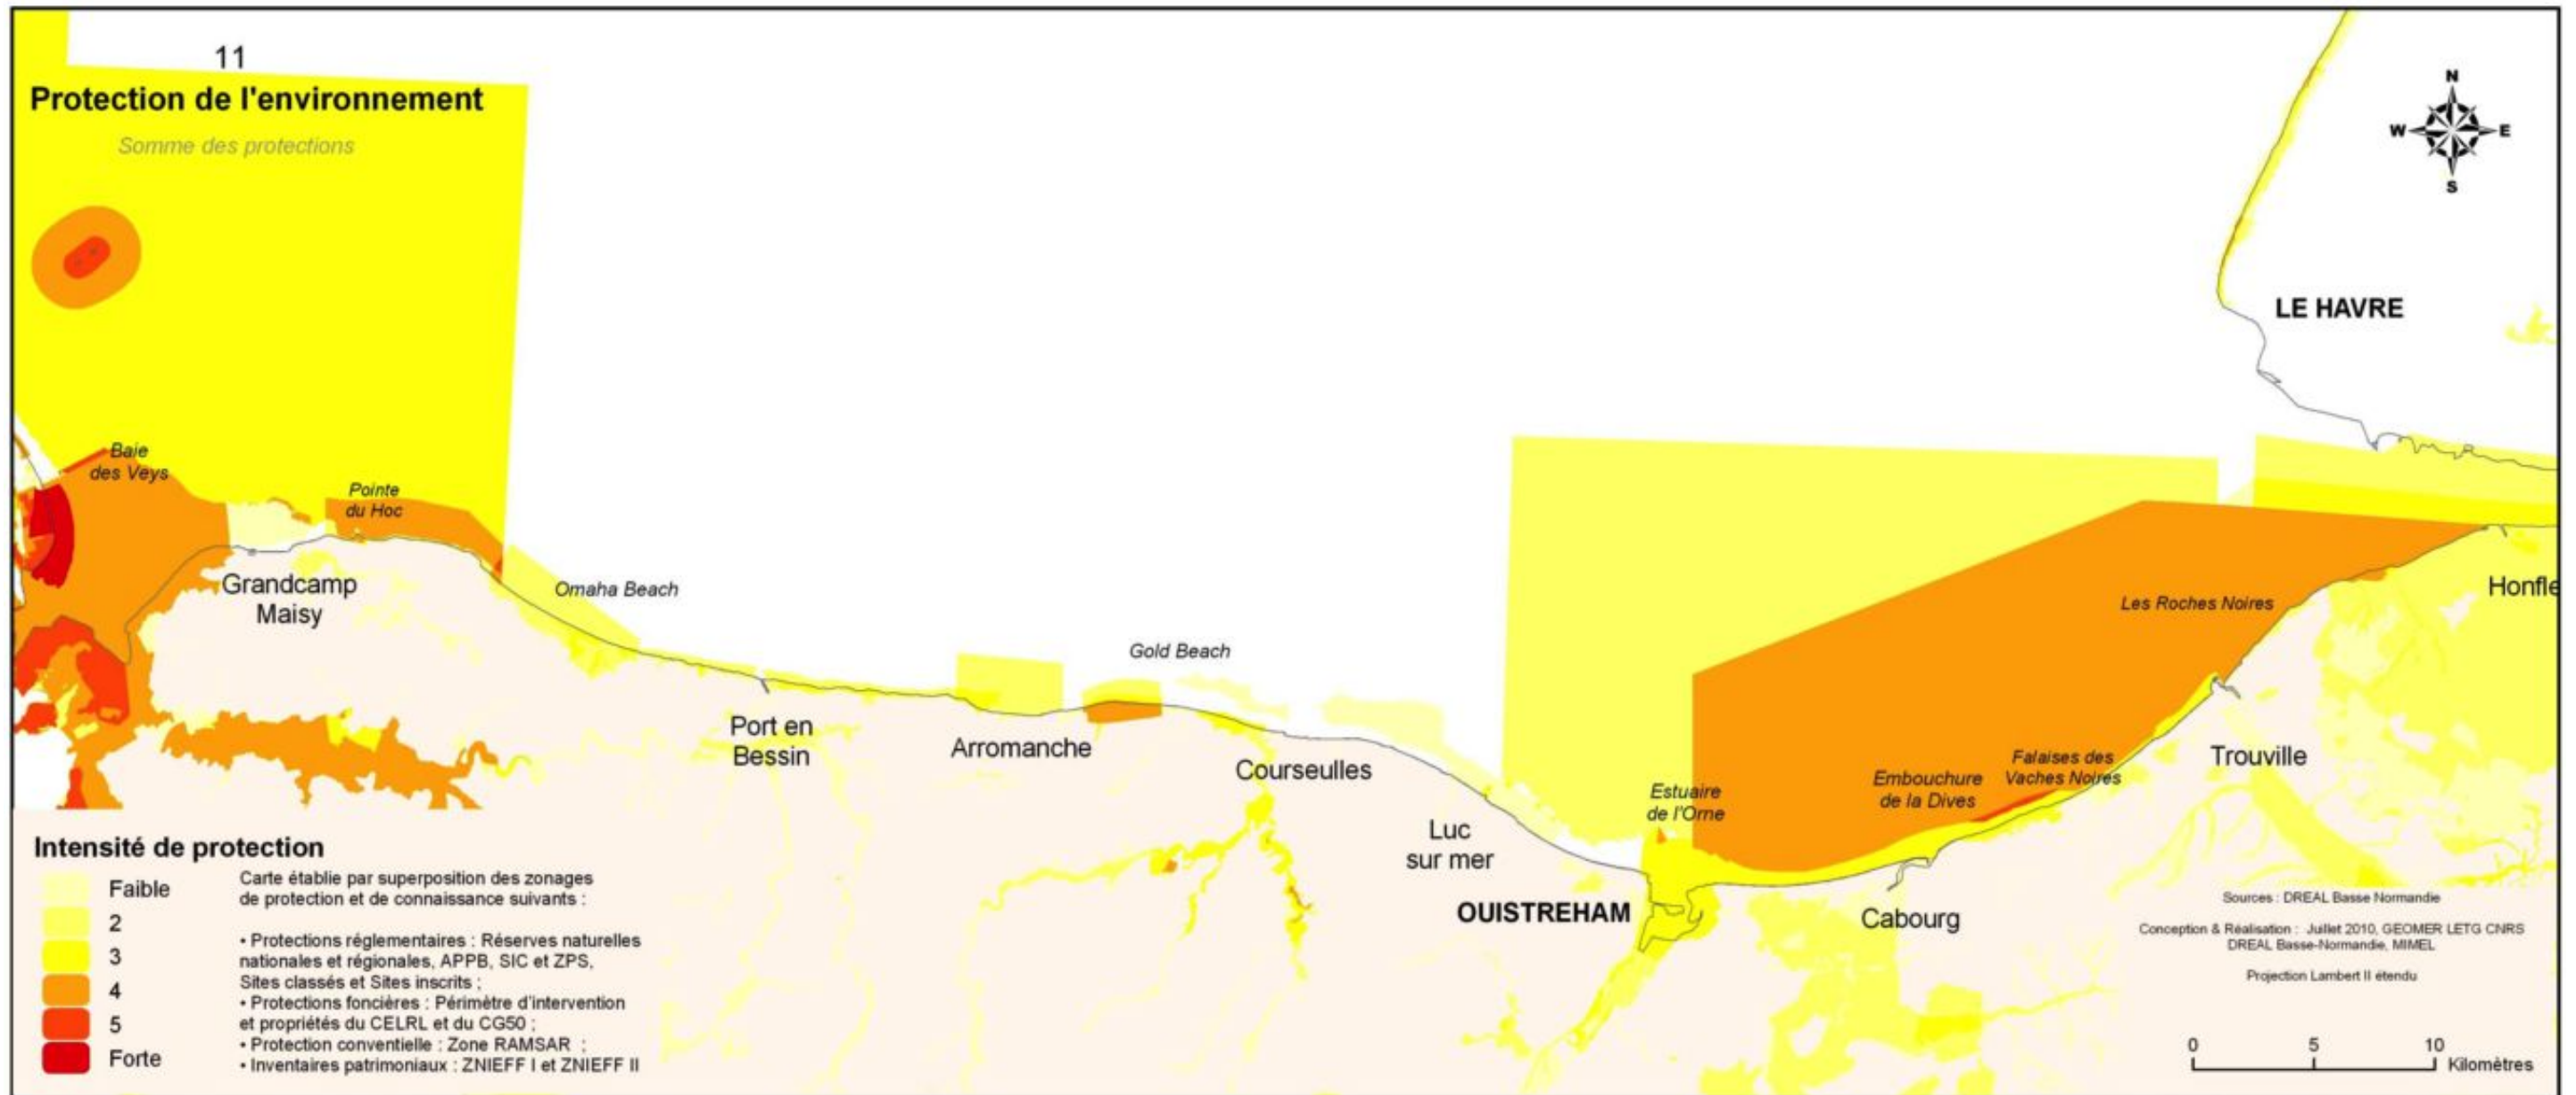 11
Protection de l'environnement
Somme des protections
N
W
E
S
LE HAVRE
Baie
des Veys
Pointe
du Hoc
Grandcamp
Maisy
Omaha Beach
Port en
Bessin
Arromanche
Gold Beach
Courseulles
Luc
sur mer
OUISTREHAM
Estuaire
de l'Orne
Embouchure
de la Dives
Falaises des
Vaches Noires
Les Roches Noires
Honfle
Trouville
Cabourg
Intensité de protection
Faible
2
3
4
5
Forte
Carte établie par superposition des zonages
de protection et de connaissance suivants :
• Protections réglementaires : Réserves naturelles
nationales et régionales, APPB, SIC et ZPS,
Sites classés et Sites inscrits ;
• Protections foncières : Périmètre d'intervention
et propriétés du CELRL et du CG50 ;
• Protection conventielle : Zone RAMSAR ;
• Inventaires patrimoniaux : ZNIEFF I et ZNIEFF II
Sources : DREAL Basse Normandie
Conception & Réalisation : Juillet 2010, GEOMER LETG CNRS
DREAL Basse-Normandie, MIMEL
Projection Lambert II étendu
0 5 10
Kilomètres